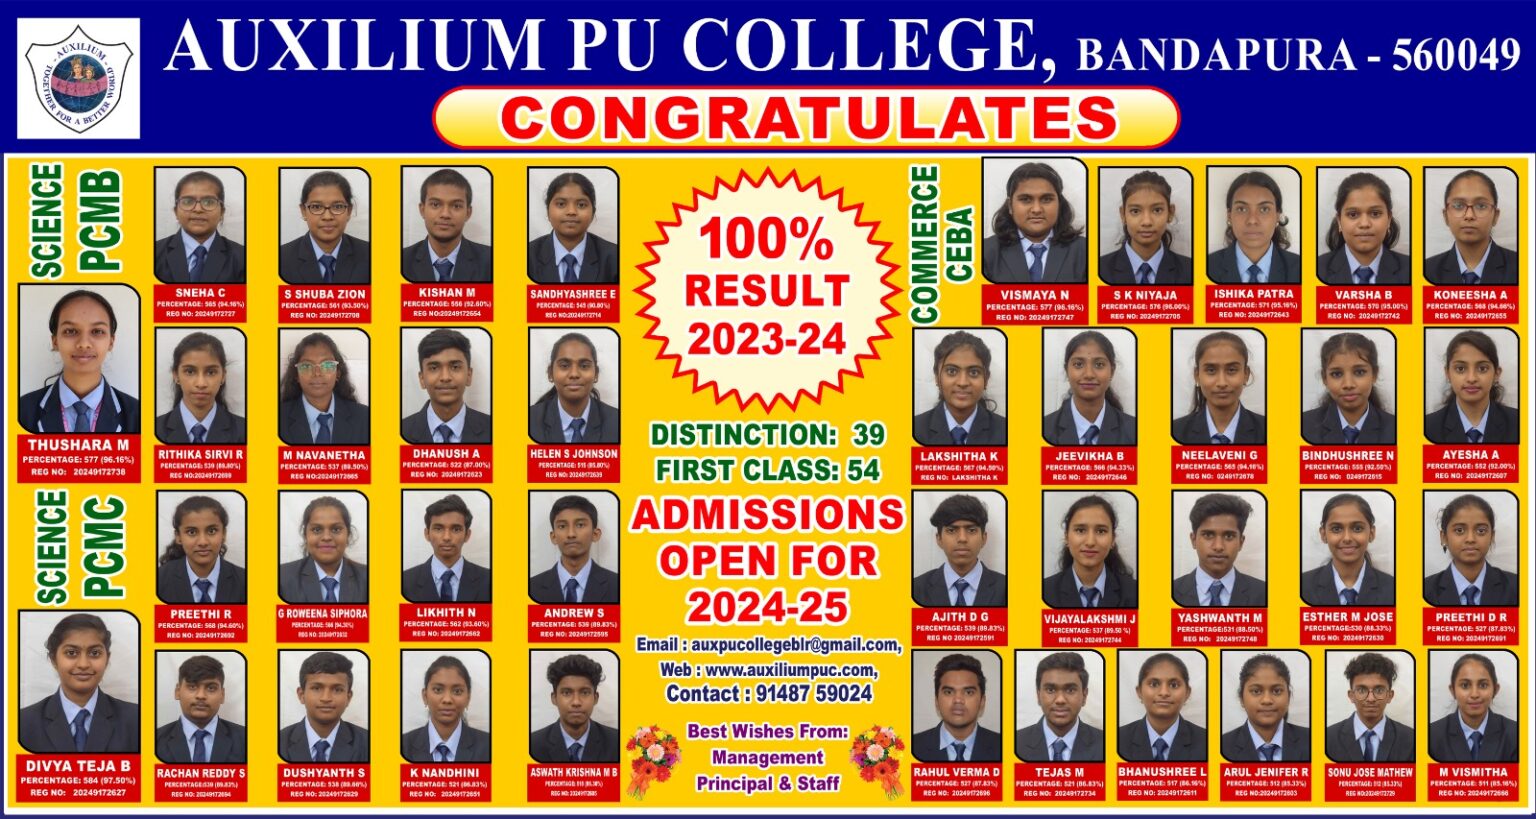 AUXILIUM
TOGETHER FOR A BETTER WORLD
AUXILIUM PU COLLEGE, BANDAPURA - 560049
CONGRATULATES
SCIENCE
PCMB
SNEHA C
PERCENTAGE: 565 (94.16%)
REG NO: 20249172727
S SHUBA ZION
PERCENTAGE: 561 (93.50%)
REG NO: 20249172708
KISHAN M
PERCENTAGE: 556 (92.60%)
REG NO: 20249172654
SANDHYASHREE E
PERCENTAGE: 545 (90.80%)
REG NO:20249172714
THUSHARA M
PERCENTAGE: 577 (96.16%)
REG NO: 20249172738
RITHIKA SIRVI R
PERCENTAGE: 539 (89.80%)
REG NO:20249172699
M NAVANETHA
PERCENTAGE: 537 (89.50%)
REG NO: 20249172665
DHANUSH A
PERCENTAGE: 522 (87.00%)
REG NO: 20249172623
HELEN S JOHNSON
PERCENTAGE: 515 (85.80%)
REG NO:20249172639
SCIENCE
PCMC
PREETHI R
PERCENTAGE: 568 (94.60%)
REG NO: 20249172692
G ROWEENA SIPHORA
PERCENTAGE: 566 (94.30%)
REG NO: 20249172632
LIKHITH N
PERCENTAGE: 562 (93.60%)
REG NO: 20249172662
ANDREW S
PERCENTAGE: 539 (89.83%)
REG NO:20249172595
DIVYA TEJA B
PERCENTAGE: 584 (97.50%)
REG NO: 20249172627
RACHAN REDDY S
PERCENTAGE:539 (89.83%)
REG NO: 20249172694
DUSHYANTH S
PERCENTAGE: 538 (89.66%)
REG NO: 20249172629
K NANDHINI
PERCENTAGE: 521 (86.83%)
REG NO: 20249172651
ASWATH KRISHNA M B
100%
RESULT
2023-24
DISTINCTION: 39
FIRST CLASS: 54
ADMISSIONS
OPEN FOR
2024-25
Email : auxpucollegeblr@gmail.com,
Web : www.auxiliumpuc.com,
Contact : 91487 59024
Best Wishes From:
Management
Principal & Staff
COMMERCE
CEBA
VISMAYA N
PERCENTAGE: 577 (96.16%)
REG NO: 20249172747
S K NIYAJA
PERCENTAGE: 576 (96.00%)
REG NO: 20249172705
ISHIKA PATRA
PERCENTAGE: 571 (95.16%)
REG NO: 20249172643
VARSHA B
PERCENTAGE: 570 (95.00%)
REG NO: 20249172742
KONEESHA A
PERCENTAGE: 568 (94.66%)
REG NO: 20249172655
LAKSHITHA K
PERCENTAGE: 567 (94.50%)
REG NO: LAKSHITHA K
JEEVIKHA B
PERCENTAGE: 566 (94.33%)
REG NO: 20249172646
NEELAVENI G
PERCENTAGE: 565 (94.16%)
REG NO: 0249172678
BINDHUSHREE N
PERCENTAGE: 555 (92.50%)
REG NO: 0249172615
AYESHA A
PERCENTAGE: 552 (92.00%)
REG NO: 20249172607
AJITH D G
PERCENTAGE: 539 (89.83%)
REG NO 20249172591
VIJAYALAKSHMI J
PERCENTAGE: 537 (89.50 %)
REG NO: 20249172744
YASHWANTH M
PERCENTAGE:531 (88.50%)
REG NO: 20249172748
ESTHER M JOSE
PERCENTAGE:530 (88.33%)
REG NO: 20249172630
PREETHI D R
PERCENTAGE: 527 (87.83%)
REG NO: 20249172691
RAHUL VERMA D
PERCENTAGE: 527 (87.83%)
REG NO: 20249172696
TEJAS M
PERCENTAGE: 521 (86.83%)
REG NO: 20249172734
BHANUSHREE L
PERCENTAGE: 517 (86.16%)
REG NO: 20249172611
ARUL JENIFER R
PERCENTAGE: 512 (85.33%)
REG NO: 20249172603
SONU JOSE MATHEW
PERCENTAGE: 512 (85.33%)
REG NO: 20249172729
M VISMITHA
PERCENTAGE: 511 (85.16%)
REG NO: 20249172666